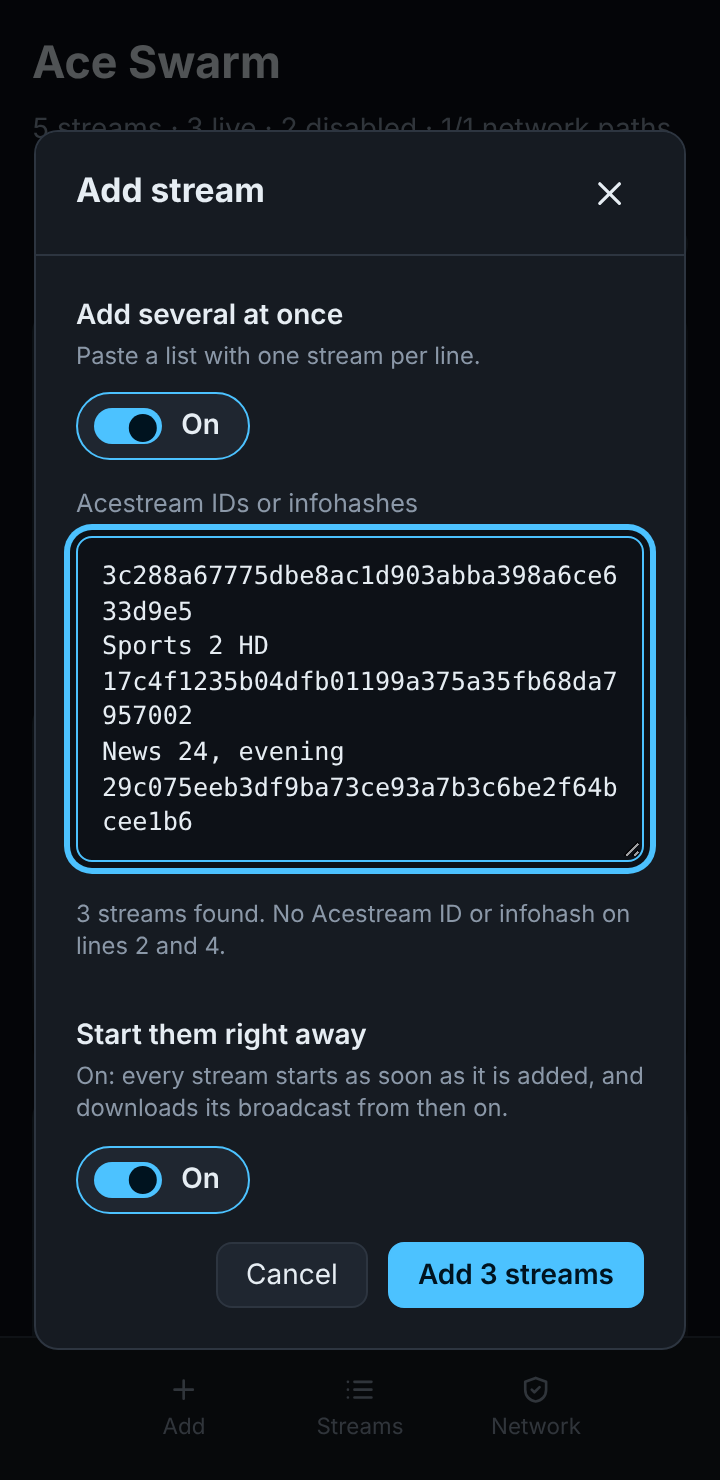 Ace Swarm
5 streams · 3 live · 2 disabled · 1/1 network paths
Add stream
Add several at once
Paste a list with one stream per line.
On
Acestream IDs or infohashes
3c288a67775dbe8ac1d903abba398a6ce6
33d9e5
Sports 2 HD
17c4f1235b04dfb01199a375a35fb68da7
957002
News 24, evening
29c075eeb3df9ba73ce93a7b3c6be2f64b
cee1b6
3 streams found. No Acestream ID or infohash on
lines 2 and 4.
Start them right away
On: every stream starts as soon as it is added, and
downloads its broadcast from then on.
On
Cancel
Add 3 streams
Add
Streams
Network